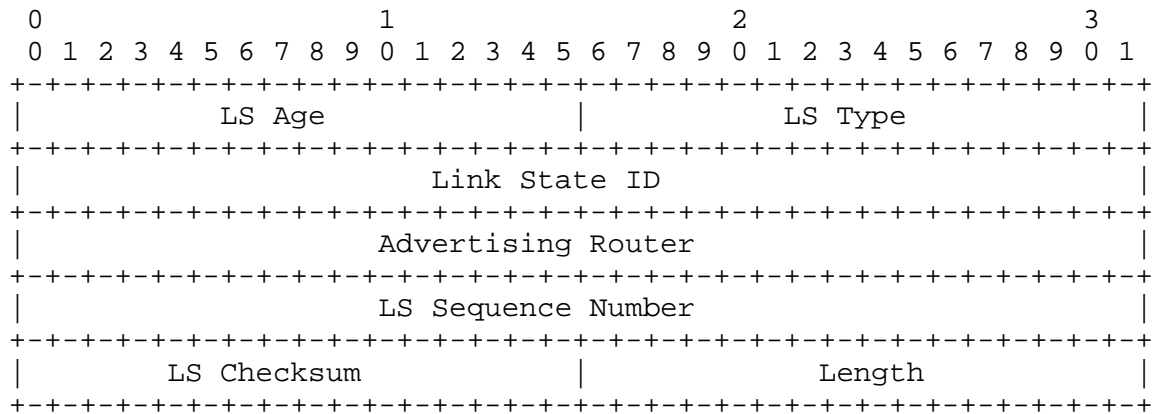 0                   1                   2                   3
 0 1 2 3 4 5 6 7 8 9 0 1 2 3 4 5 6 7 8 9 0 1 2 3 4 5 6 7 8 9 0 1
+-+-+-+-+-+-+-+-+-+-+-+-+-+-+-+-+-+-+-+-+-+-+-+-+-+-+-+-+-+-+-+-+
|           LS Age              |           LS Type             |
+-+-+-+-+-+-+-+-+-+-+-+-+-+-+-+-+-+-+-+-+-+-+-+-+-+-+-+-+-+-+-+-+
|                       Link State ID                           |
+-+-+-+-+-+-+-+-+-+-+-+-+-+-+-+-+-+-+-+-+-+-+-+-+-+-+-+-+-+-+-+-+
|                    Advertising Router                         |
+-+-+-+-+-+-+-+-+-+-+-+-+-+-+-+-+-+-+-+-+-+-+-+-+-+-+-+-+-+-+-+-+
|                    LS Sequence Number                         |
+-+-+-+-+-+-+-+-+-+-+-+-+-+-+-+-+-+-+-+-+-+-+-+-+-+-+-+-+-+-+-+-+
|        LS Checksum            |             Length            |
+-+-+-+-+-+-+-+-+-+-+-+-+-+-+-+-+-+-+-+-+-+-+-+-+-+-+-+-+-+-+-+-+